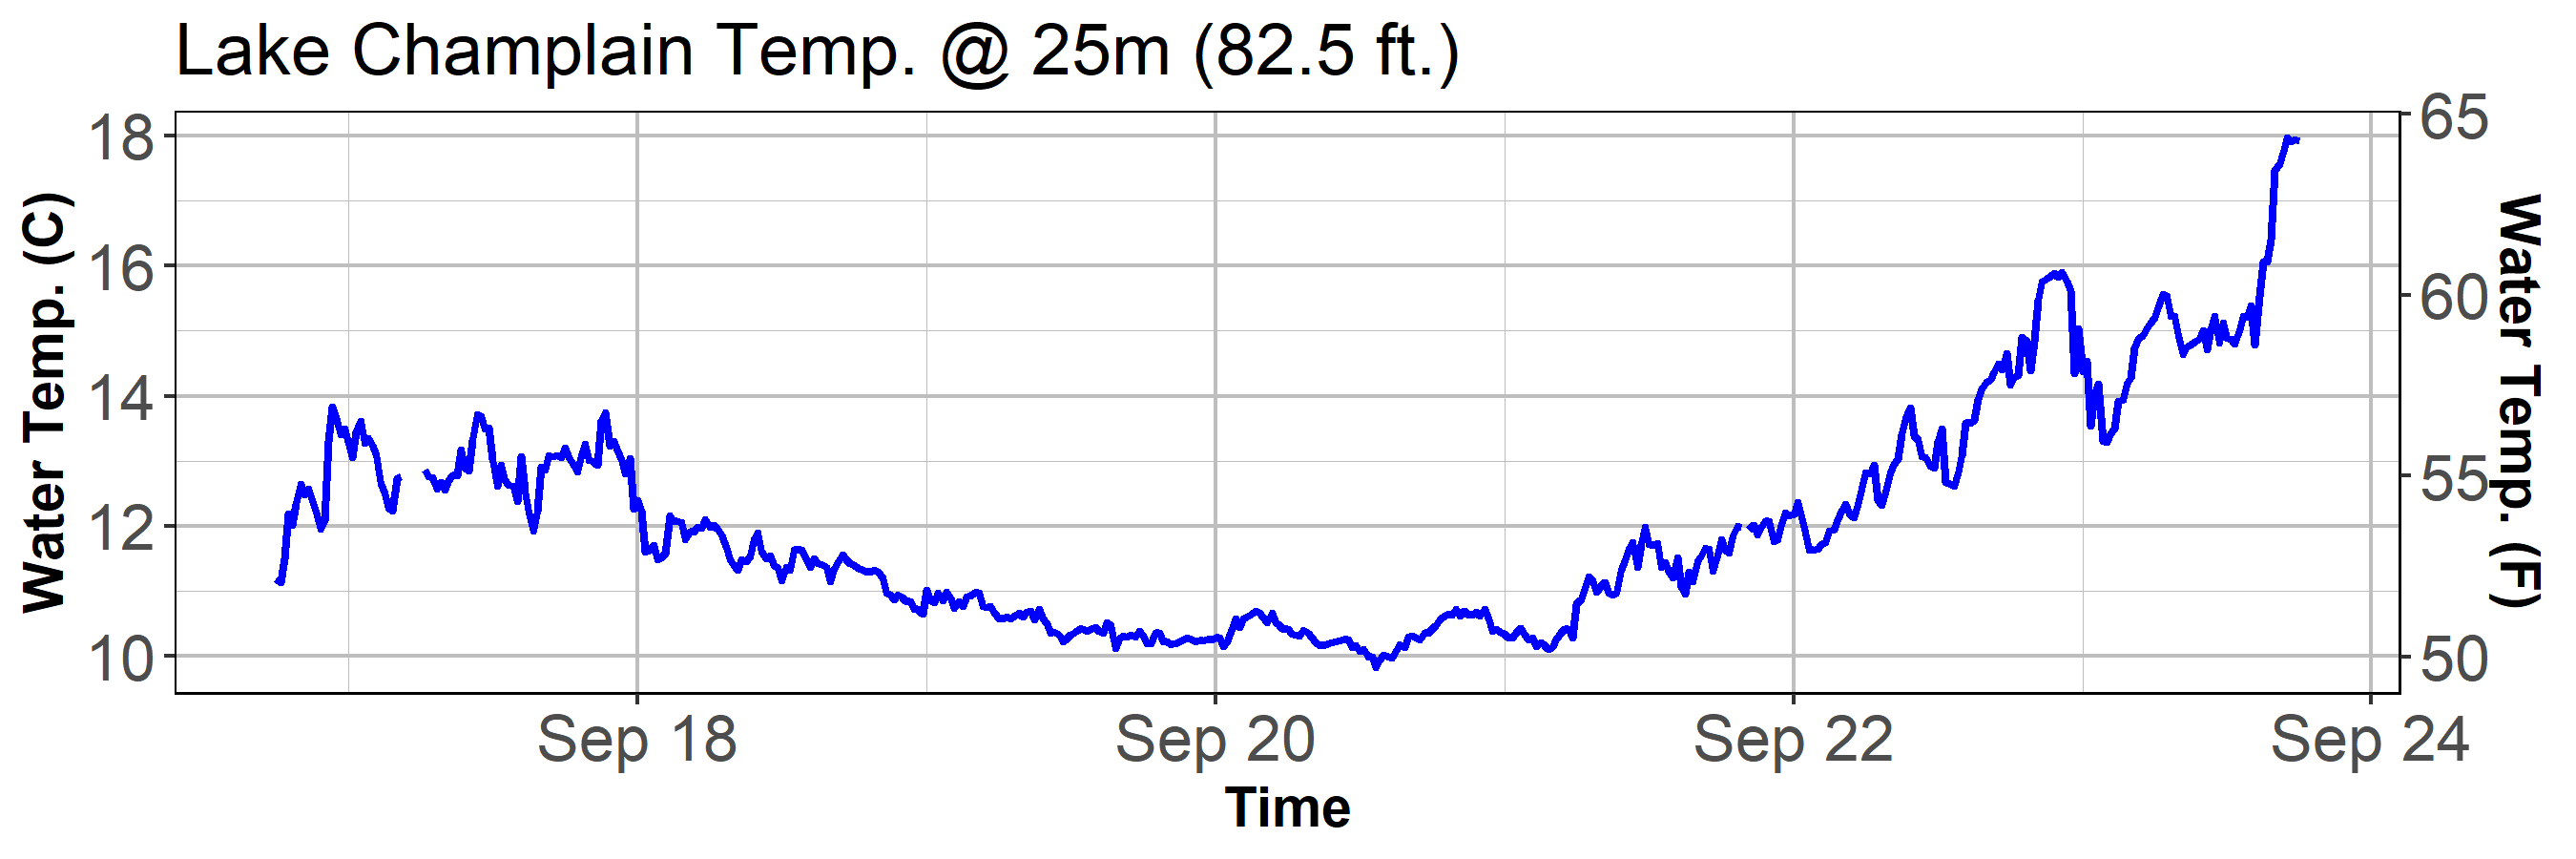 Lake Champlain Temp. @ 25m (82.5 ft.)
Water Temp. (C)
18
16
14
12
10
65
60
55
50
Water Temp. (F)
Sep 18 Sep 20 Sep 22 Sep 24
Time